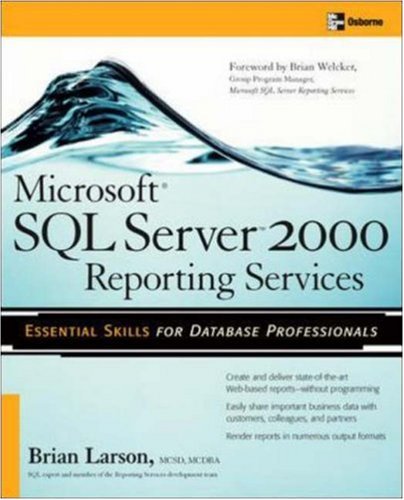 Osborne
Foreword by Brian Welcker,
Group Program Manager,
Microsoft SQL Server Reporting Services
Microsoft®
SQL Server™ 2000
Reporting Services
ESSENTIAL SKILLS FOR DATABASE PROFESSIONALS
Create and deliver state-of-the-art
Web-based reports—without programming
Easily share important business data with
customers, colleagues, and partners
Render reports in numerous output formats
Brian Larson, MCSD, MCDBA
SQL expert and member of the Reporting Services development team